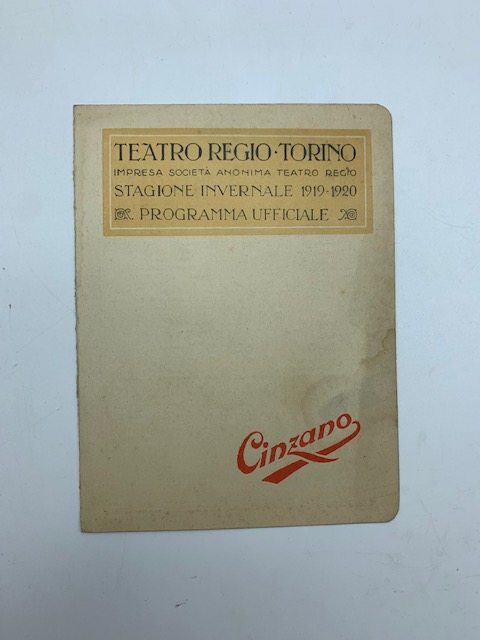 TEATRO REGIO · TORINO
IMPRESA SOCIETÀ ANONIMA TEATRO REGIO
STAGIONE INVERNALE 1919-1920
PROGRAMMA UFFICIALE
Cinzano